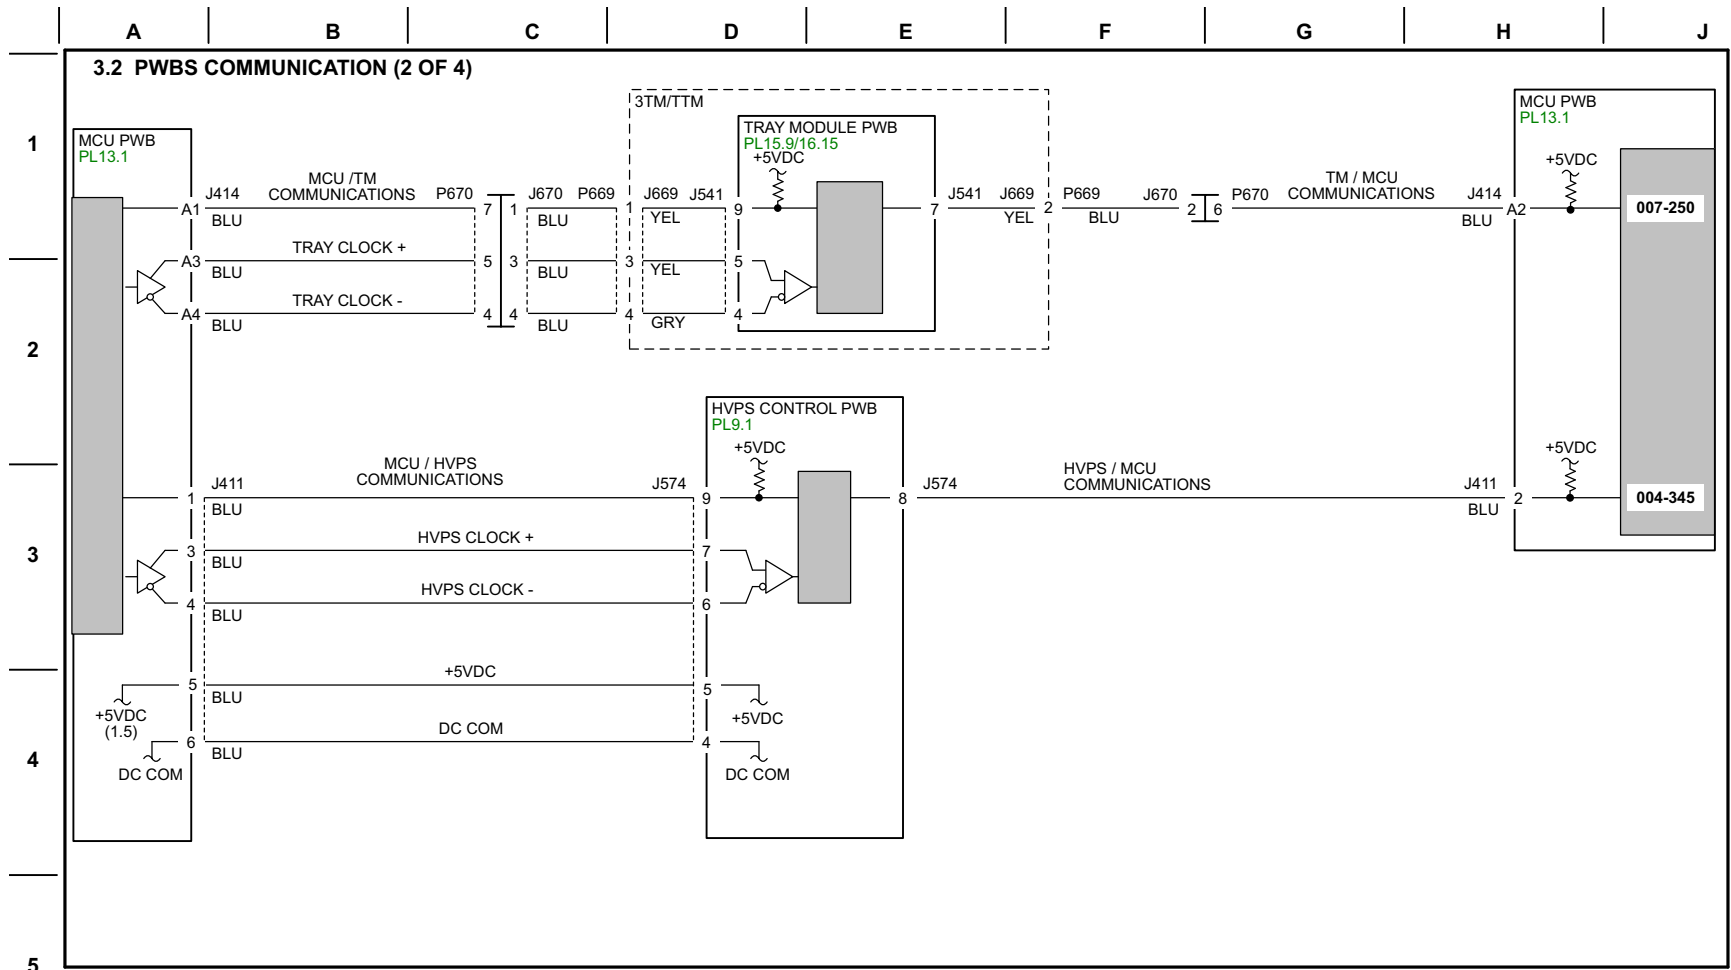 A B C D E F G H J
3.2 PWBS COMMUNICATION (2 OF 4)
1
2
3
4
5
MCU PWB
PL13.1
J414
MCU /TM
COMMUNICATIONS
P670
J670
P669
3TM/TTM
J669
J541
TRAY MODULE PWB
PL15.9/16.15
+5VDC
J541
J669
P669
J670
P670
TM / MCU
COMMUNICATIONS
J414
MCU PWB
PL13.1
+5VDC
A1
BLU
7
1
BLU
1
YEL
9
7
YEL
2
BLU
2
6
BLU
A2
007-250
TRAY CLOCK +
A3
BLU
5
3
BLU
3
YEL
5
TRAY CLOCK -
A4
BLU
4
4
BLU
4
GRY
4
HVPS CONTROL PWB
PL9.1
+5VDC
J411
MCU / HVPS
COMMUNICATIONS
J574
J574
HVPS / MCU
COMMUNICATIONS
J411
+5VDC
1
BLU
9
8
BLU
2
004-345
HVPS CLOCK +
3
BLU
7
HVPS CLOCK -
4
BLU
6
+5VDC
5
BLU
5
+5VDC
(1.5)
+5VDC
DC COM
6
BLU
4
DC COM
DC COM